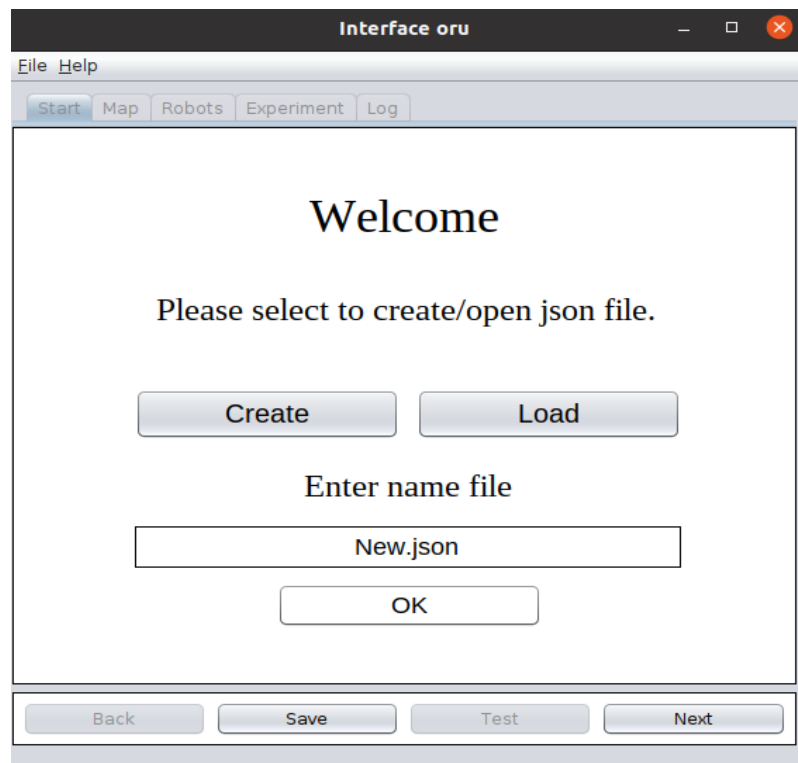 Interface oru
File Help
Start Map Robots Experiment Log
Welcome
Please select to create/open json file.
Create Load
Enter name file
New.json
OK
Back Save Test Next